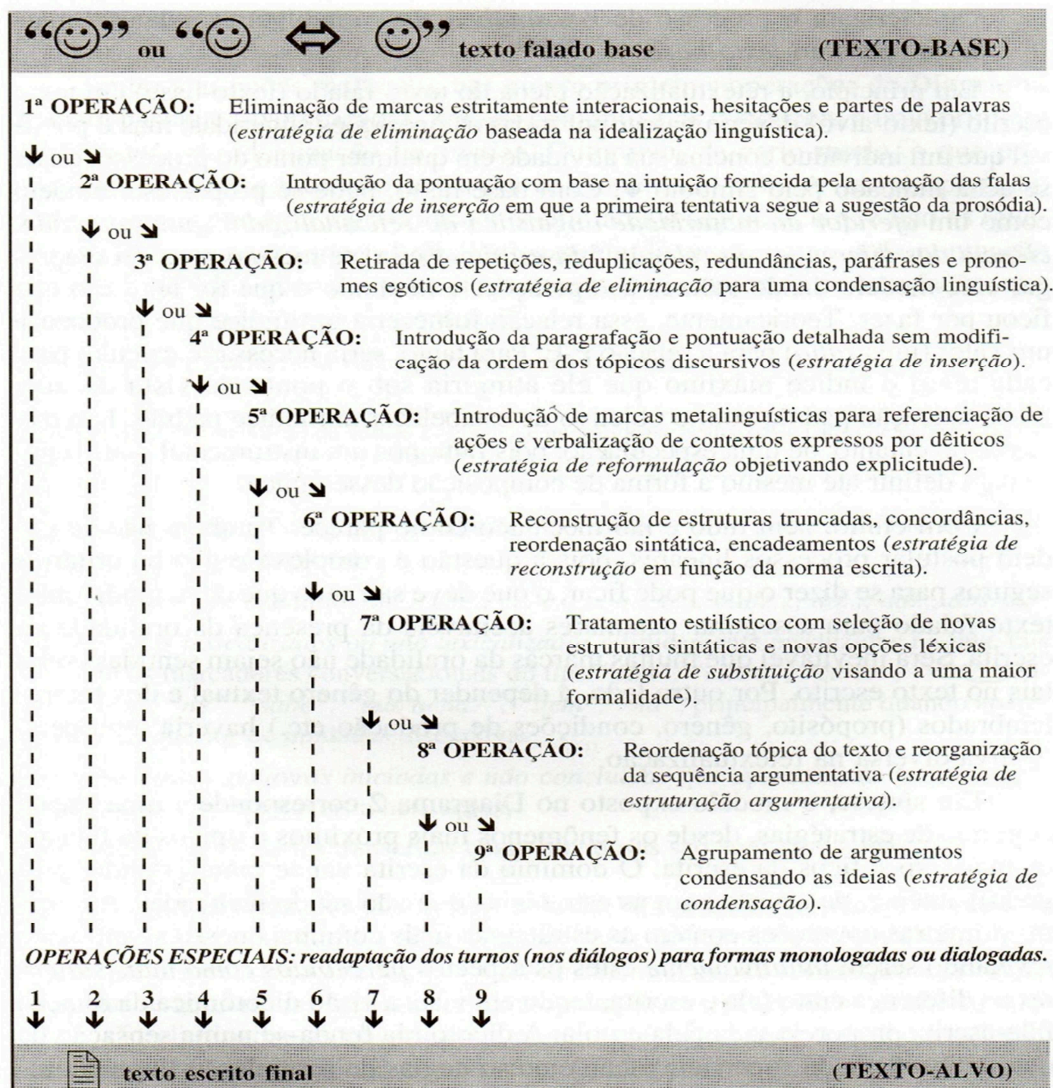 “☺” ou “☺ ⇔ ☺” texto falado base (TEXTO-BASE)
1ª OPERAÇÃO: Eliminação de marcas estritamente interacionais, hesitações e partes de palavras
(estratégia de eliminação baseada na idealização linguística).
ou
2ª OPERAÇÃO: Introdução da pontuação com base na intuição fornecida pela entoação das falas
(estratégia de inserção em que a primeira tentativa segue a sugestão da prosódia).
ou
3ª OPERAÇÃO: Retirada de repetições, reduplicações, redundâncias, paráfrases e prono-
mes egóticos (estratégia de eliminação para uma condensação linguística).
ou
4ª OPERAÇÃO: Introdução da paragrafação e pontuação detalhada sem modifi-
cação da ordem dos tópicos discursivos (estratégia de inserção).
ou
5ª OPERAÇÃO: Introdução de marcas metalinguísticas para referenciação de
ações e verbalização de contextos expressos por dêiticos
(estratégia de reformulação objetivando explicitude).
ou
6ª OPERAÇÃO: Reconstrução de estruturas truncadas, concordâncias,
reordenação sintática, encadeamentos (estratégia de
reconstrução em função da norma escrita).
ou
7ª OPERAÇÃO: Tratamento estilístico com seleção de novas
estruturas sintáticas e novas opções léxicas
(estratégia de substituição visando a uma maior
formalidade).
ou
8ª OPERAÇÃO: Reordenação tópica do texto e reorganização
da sequência argumentativa (estratégia de
estruturação argumentativa).
ou
9ª OPERAÇÃO: Agrupamento de argumentos
condensando as ideias (estratégia de
condensação).
OPERAÇÕES ESPECIAIS: readaptação dos turnos (nos diálogos) para formas monologadas ou dialogadas.
1 2 3 4 5 6 7 8 9
texto escrito final (TEXTO-ALVO)